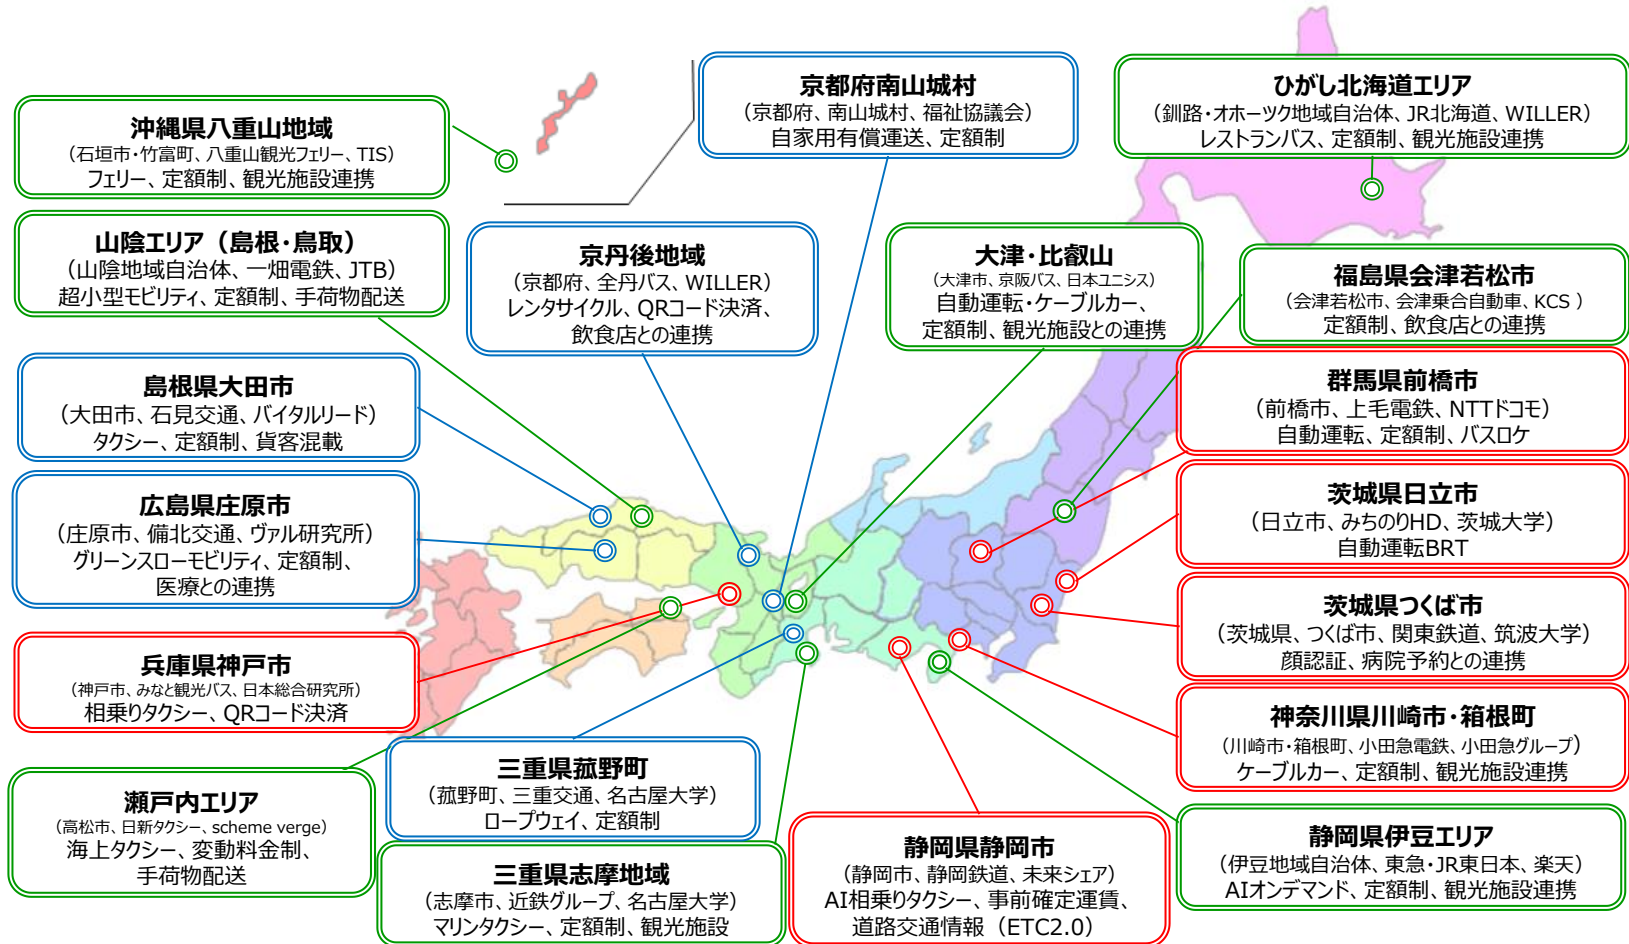 京都府南山城村
（京都府、南山城村、福祉協議会）
自家用有償運送、定額制
ひがし北海道エリア
（釧路・オホーツク地域自治体、JR北海道、WILLER）
レストランバス、定額制、観光施設連携
沖縄県八重山地域
（石垣市・竹富町、八重山観光フェリー、TIS）
フェリー、定額制、観光施設連携
山陰エリア（島根・鳥取）
（山陰地域自治体、一畑電鉄、JTB）
超小型モビリティ、定額制、手荷物配送
京丹後地域
（京都府、全丹バス、WILLER）
レンタサイクル、QRコード決済、
飲食店との連携
大津・比叡山
（大津市、京阪バス、日本ユニシス）
自動運転・ケーブルカー、
定額制、観光施設との連携
福島県会津若松市
（会津若松市、会津乗合自動車、KCS ）
定額制、飲食店との連携
島根県大田市
（大田市、石見交通、バイタルリード）
タクシー、定額制、貨客混載
群馬県前橋市
（前橋市、上毛電鉄、NTTドコモ）
自動運転、定額制、バスロケ
広島県庄原市
（庄原市、備北交通、ヴァル研究所）
グリーンスローモビリティ、定額制、
医療との連携
茨城県日立市
（日立市、みちのりHD、茨城大学）
自動運転BRT
茨城県つくば市
（茨城県、つくば市、関東鉄道、筑波大学）
顔認証、病院予約との連携
兵庫県神戸市
（神戸市、みなと観光バス、日本総合研究所）
相乗りタクシー、QRコード決済
神奈川県川崎市・箱根町
（川崎市・箱根町、小田急電鉄、小田急グループ）
ケーブルカー、定額制、観光施設連携
瀬戸内エリア
（高松市、日新タクシー、scheme verge）
海上タクシー、変動料金制、
手荷物配送
三重県菰野町
（菰野町、三重交通、名古屋大学）
ロープウェイ、定額制
三重県志摩地域
（志摩市、近鉄グループ、名古屋大学）
マリンタクシー、定額制、観光施設
静岡県静岡市
（静岡市、静岡鉄道、未来シェア）
AI相乗りタクシー、事前確定運賃、
道路交通情報（ETC2.0）
静岡県伊豆エリア
（伊豆地域自治体、東急・JR東日本、楽天）
AIオンデマンド、定額制、観光施設連携